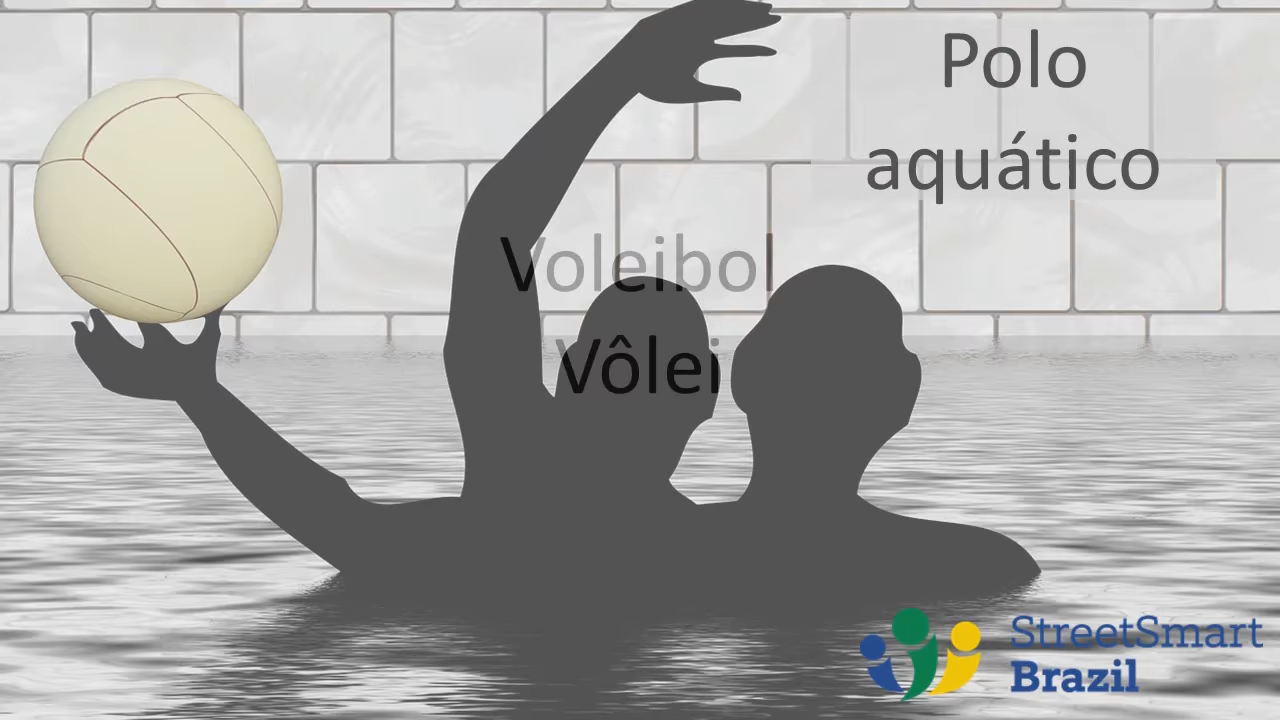 Polo
aquático
Voleibol
Vôlei
StreetSmart
Brazil